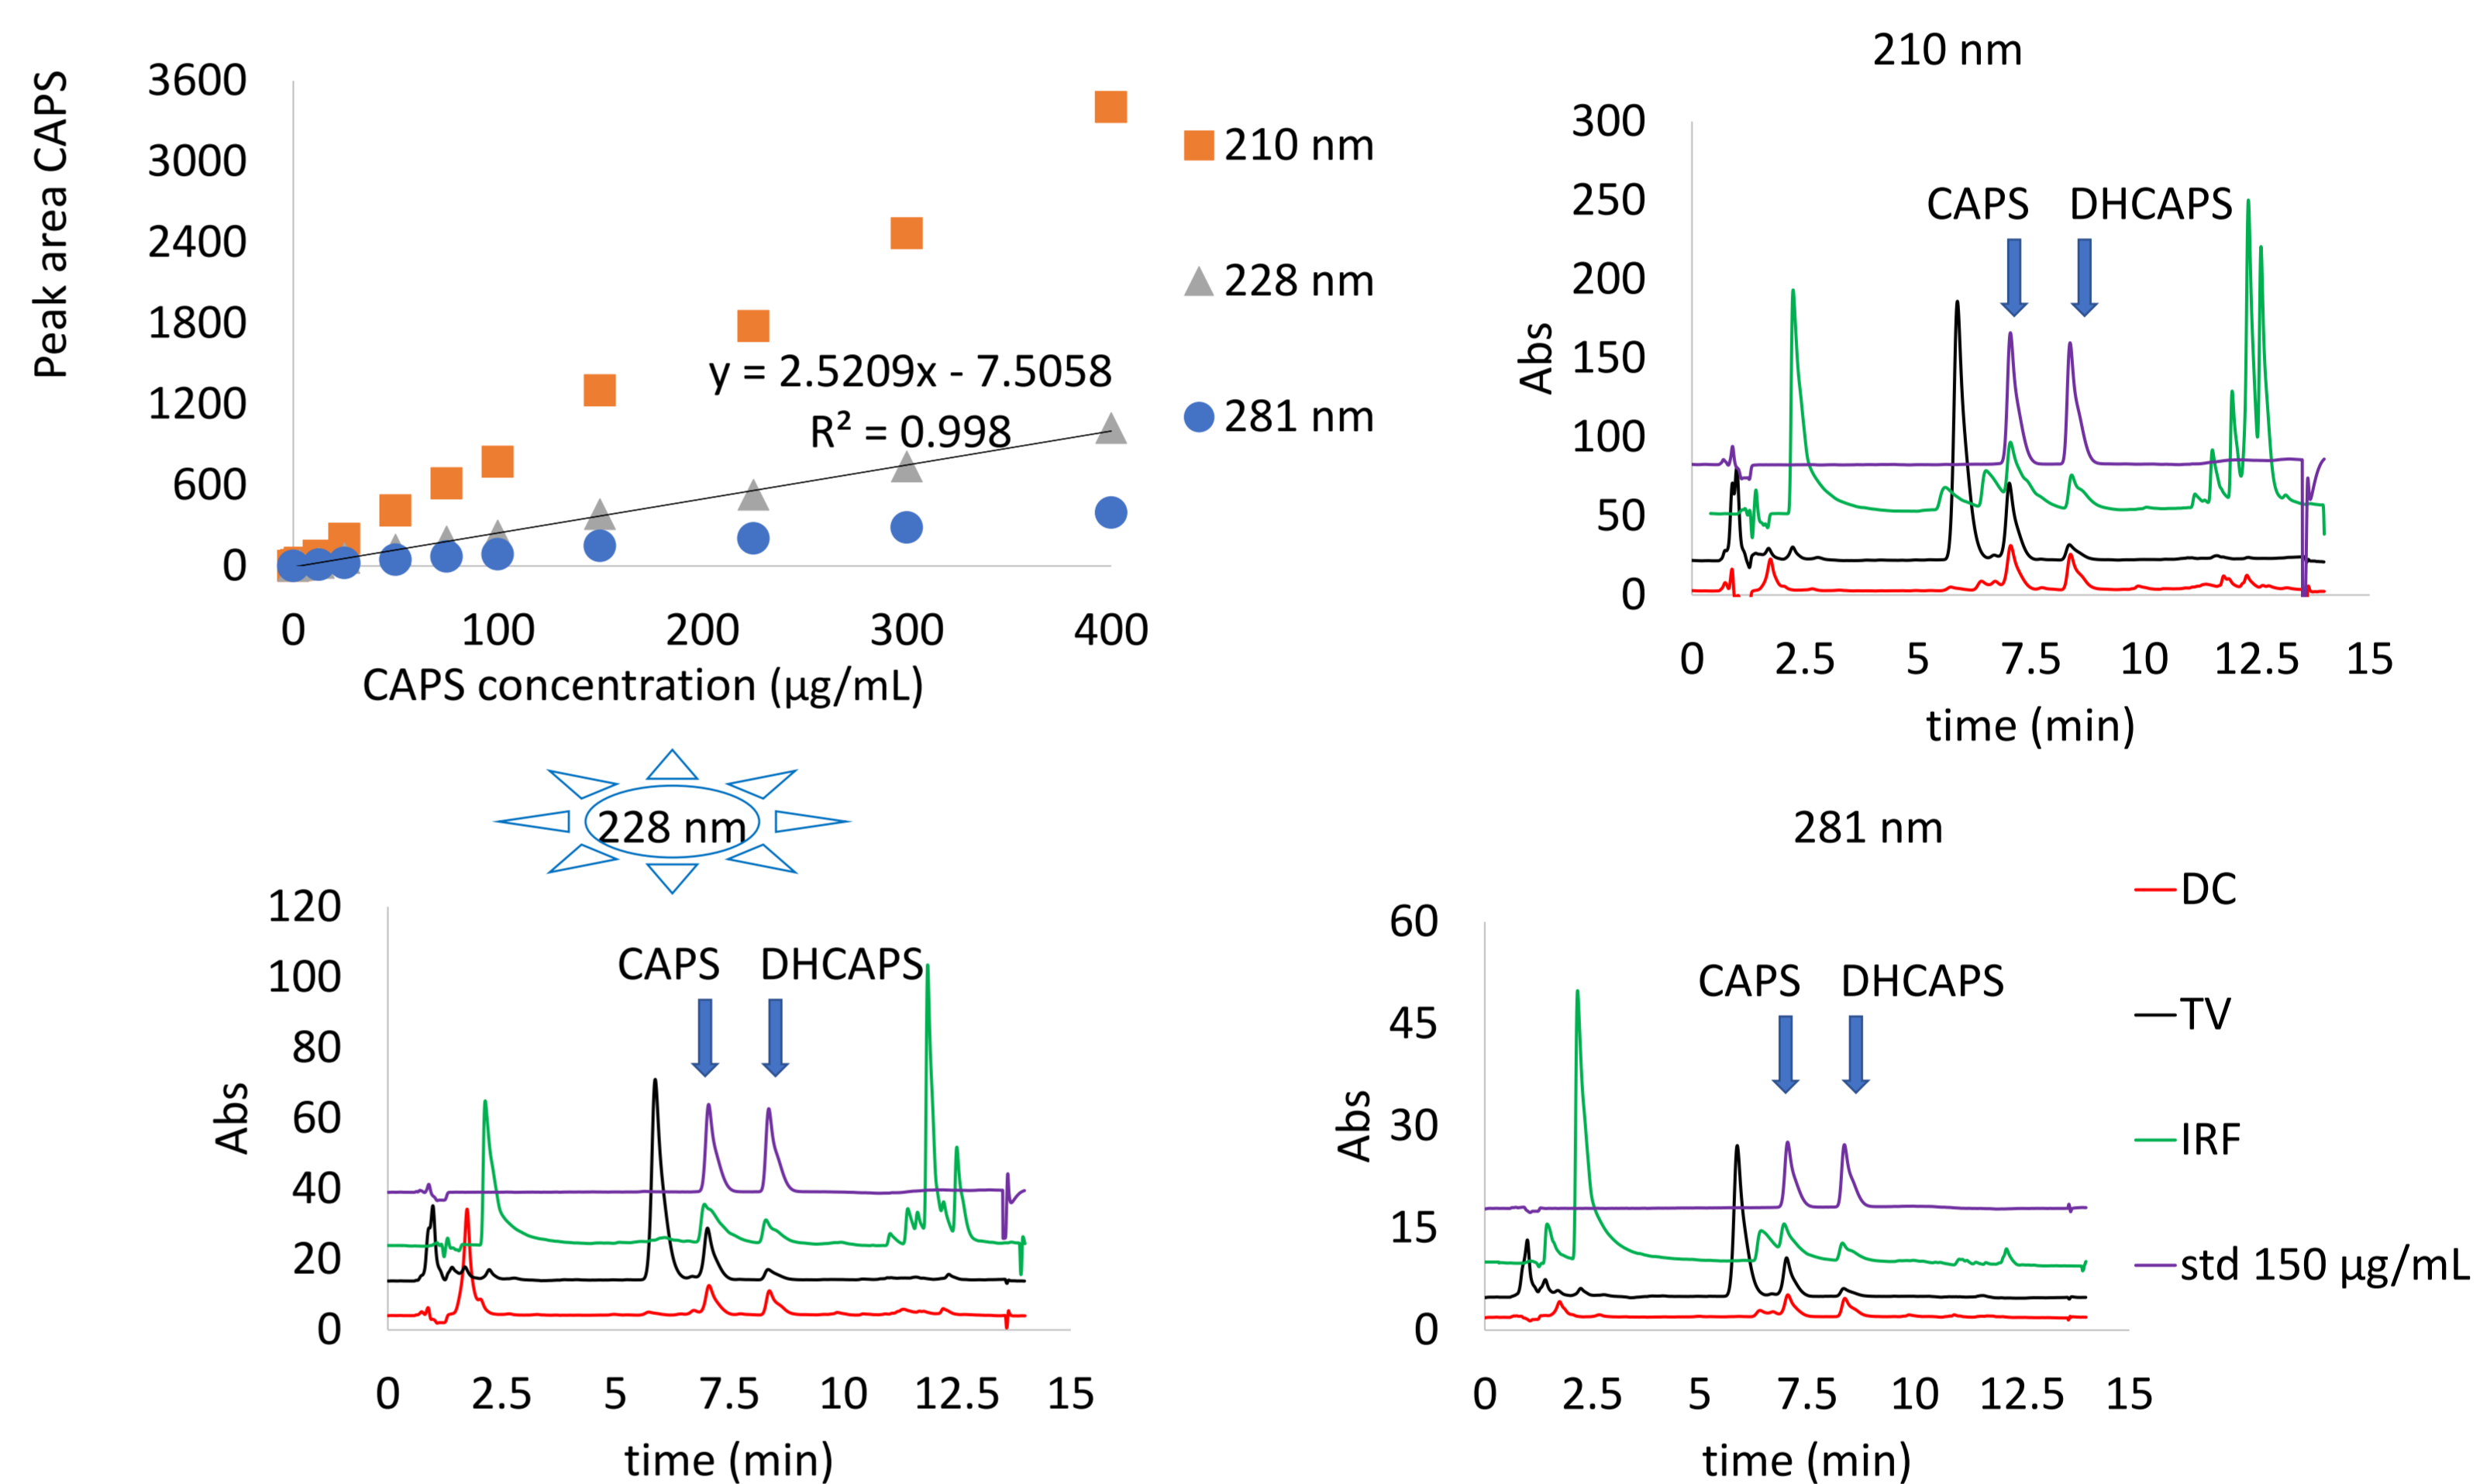 Peak area CAPS
3600
3000
2400
1800
1200
600
0
0 100 200 300 400
CAPS concentration (µg/mL)
y = 2.5209x - 7.5058
R² = 0.998
210 nm
228 nm
281 nm
210 nm
Abs
300
250
200
150
100
50
0
CAPS DHCAPS
0 2.5 5 7.5 10 12.5 15
time (min)
228 nm
Abs
120
100
80
60
40
20
0
CAPS DHCAPS
0 2.5 5 7.5 10 12.5 15
time (min)
281 nm
Abs
60
45
30
15
0
CAPS DHCAPS
0 2.5 5 7.5 10 12.5 15
time (min)
DC
TV
IRF
std 150 µg/mL